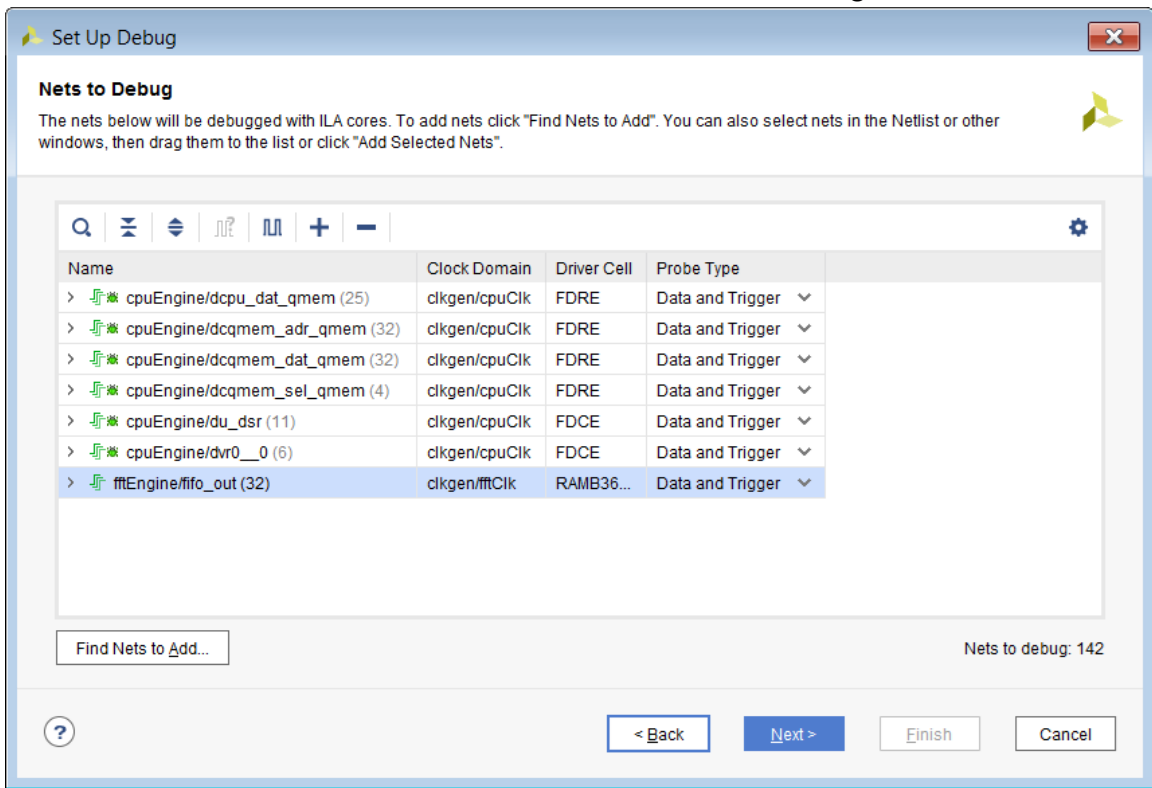 Set Up Debug
Nets to Debug
The nets below will be debugged with ILA cores. To add nets click "Find Nets to Add". You can also select nets in the Netlist or other
windows, then drag them to the list or click "Add Selected Nets".
Name Clock Domain Driver Cell Probe Type
cpuEngine/dcpu_dat_qmem (25) clkgen/cpuClk FDRE Data and Trigger
cpuEngine/dcqmem_adr_qmem (32) clkgen/cpuClk FDRE Data and Trigger
cpuEngine/dcqmem_dat_qmem (32) clkgen/cpuClk FDRE Data and Trigger
cpuEngine/dcqmem_sel_qmem (4) clkgen/cpuClk FDRE Data and Trigger
cpuEngine/du_dsr (11) clkgen/cpuClk FDCE Data and Trigger
cpuEngine/dvr0__0 (6) clkgen/cpuClk FDCE Data and Trigger
fftEngine/fifo_out (32) clkgen/fftClk RAMB36... Data and Trigger
Find Nets to Add... Nets to debug: 142
? < Back Next > Finish Cancel